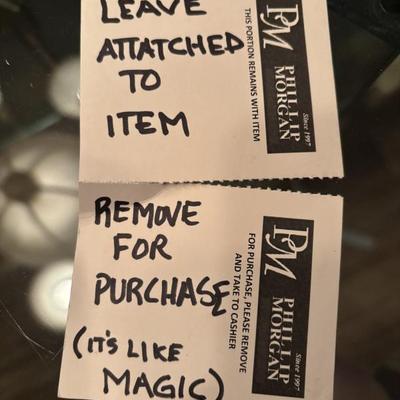 LEAVE
ATTATCHED
TO
ITEM
THIS PORTION REMAINS WITH ITEM
PM
PHILLIP
MORGAN
Since 1997
REMOVE
FOR
PURCHASE
(IT'S LIKE
MAGIC)
FOR PURCHASE, PLEASE REMOVE
AND TAKE TO CASHIER
PM
PHILLIP
MORGAN
Since 1997